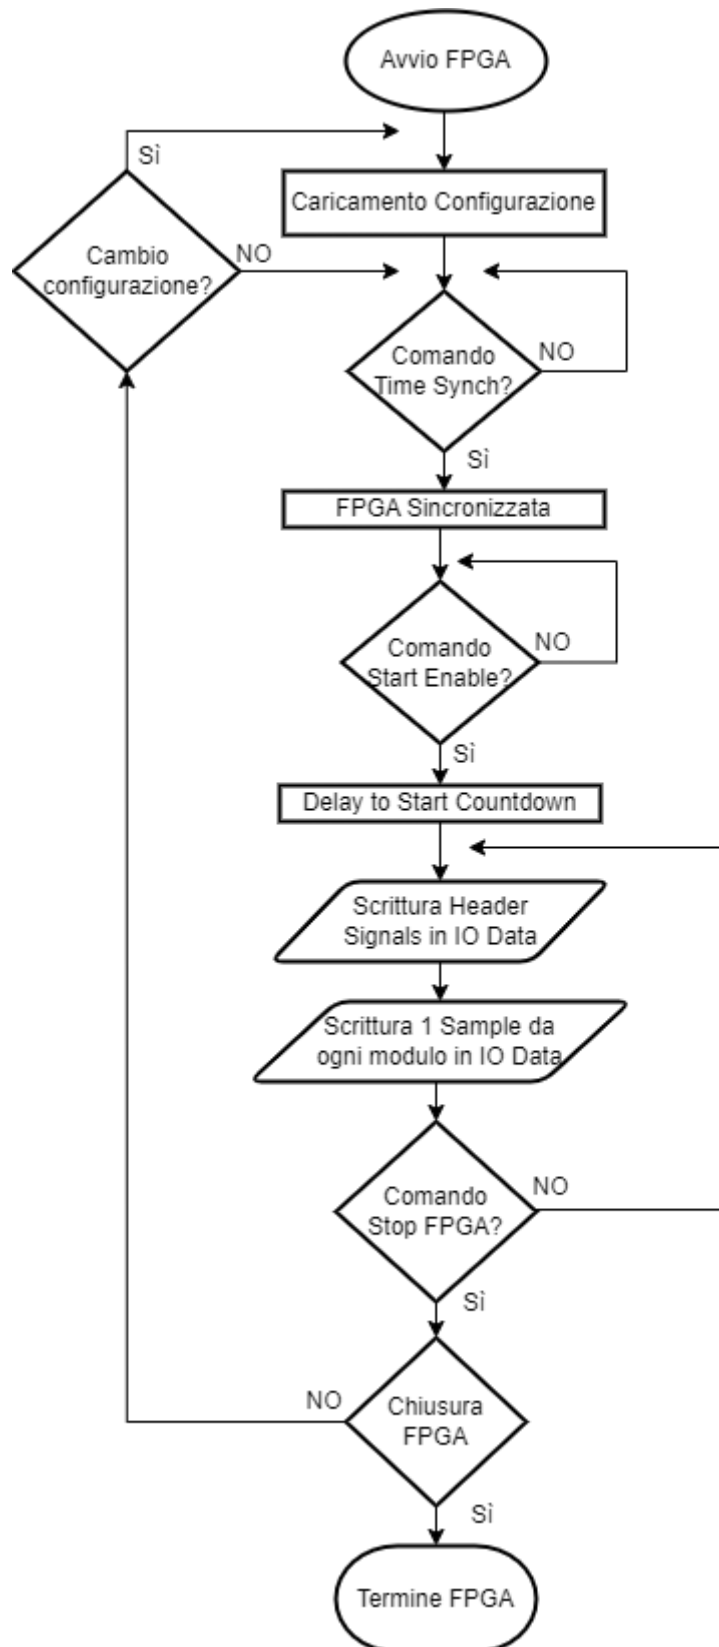 Avvio FPGA
Sì
Caricamento Configurazione
Cambio
configurazione?
NO
Comando
Time Synch?
NO
Sì
FPGA Sincronizzata
Comando
Start Enable?
NO
Sì
Delay to Start Countdown
Scrittura Header
Signals in IO Data
Scrittura 1 Sample da
ogni modulo in IO Data
Comando
Stop FPGA?
NO
Sì
NO
Chiusura
FPGA
Sì
Termine FPGA